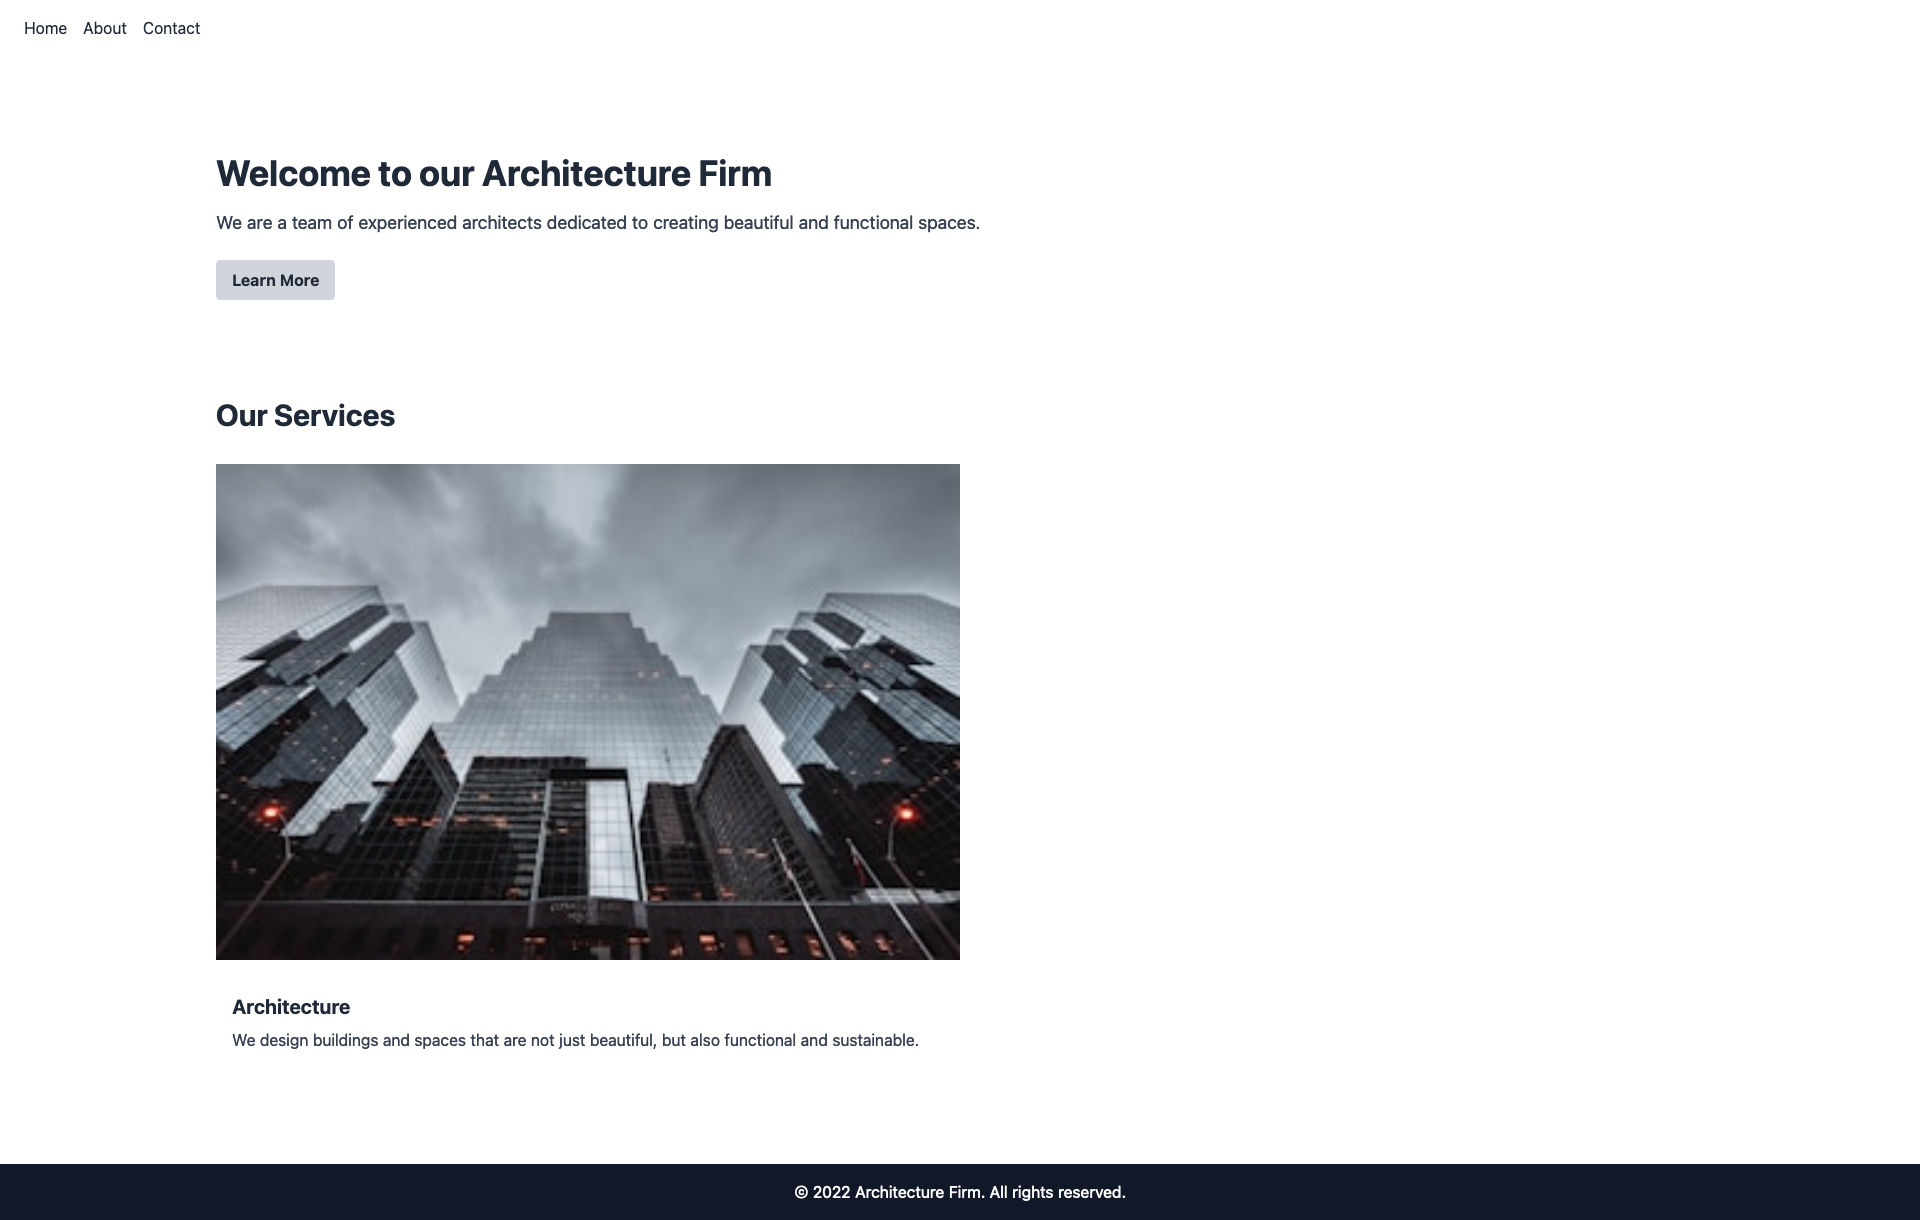 Home About Contact
Welcome to our Architecture Firm
We are a team of experienced architects dedicated to creating beautiful and functional spaces.
Learn More
Our Services
Architecture
We design buildings and spaces that are not just beautiful, but also functional and sustainable.
© 2022 Architecture Firm. All rights reserved.